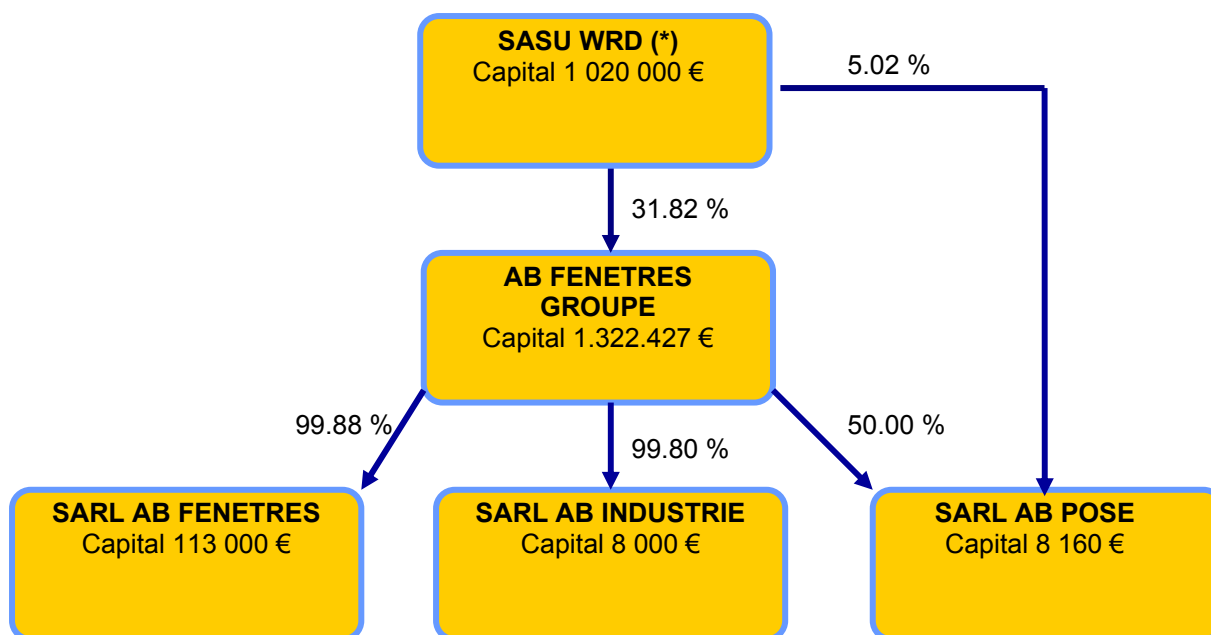 SASU WRD (*)
Capital 1 020 000 €
5.02 %
31.82 %
AB FENETRES
GROUPE
Capital 1.322.427 €
99.88 %
99.80 %
50.00 %
SARL AB FENETRES
Capital 113 000 €
SARL AB INDUSTRIE
Capital 8 000 €
SARL AB POSE
Capital 8 160 €